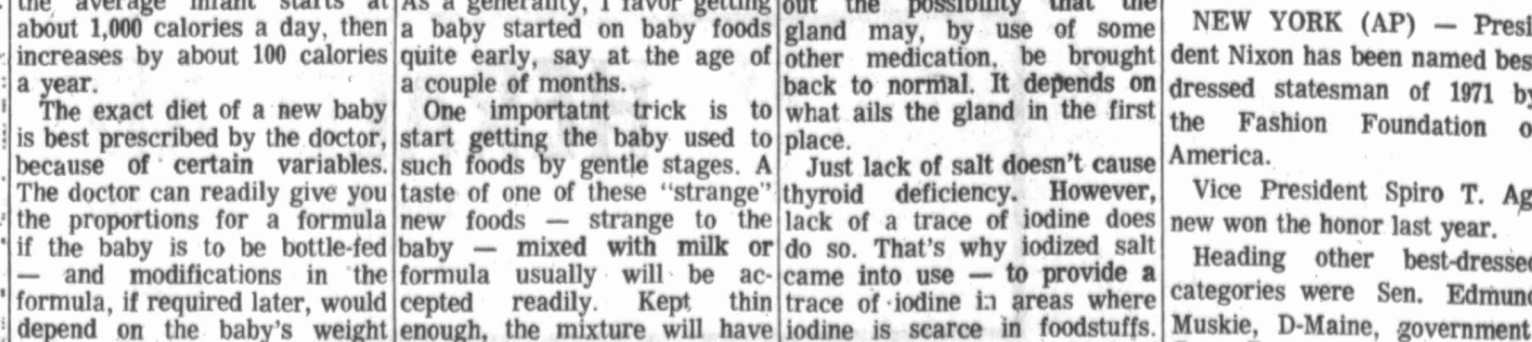 the average infant starts at
about 1,000 calories a day, then
increases by about 100 calories
a year.
The exact diet of a new baby
is best prescribed by the doctor,
because of certain variables.
The doctor can readily give you
the proportions for a formula
if the baby is to be bottle-fed
— and modifications in the
formula, if required later, would
depend on the baby's weight
As a generality, I favor getting
a baby started on baby foods
quite early, say at the age of
a couple of months.
One importatnt trick is to
start getting the baby used to
such foods by gentle stages. A
taste of one of these "strange"
new foods — strange to the
baby — mixed with milk or
formula usually will be ac-
cepted readily. Kept thin
enough, the mixture will have
out the possibility that the
gland may, by use of some
other medication, be brought
back to normal. It depends on
what ails the gland in the first
place.
Just lack of salt doesn't cause
thyroid deficiency. However,
lack of a trace of iodine does
do so. That's why iodized salt
came into use — to provide a
trace of iodine in areas where
iodine is scarce in foodstuffs.
NEW YORK (AP) — Presi
dent Nixon has been named bes
dressed statesman of 1971 by
the Fashion Foundation o
America.
Vice President Spiro T. Ag
new won the honor last year.
Heading other best-dressed
categories were Sen. Edmund
Muskie, D-Maine, government